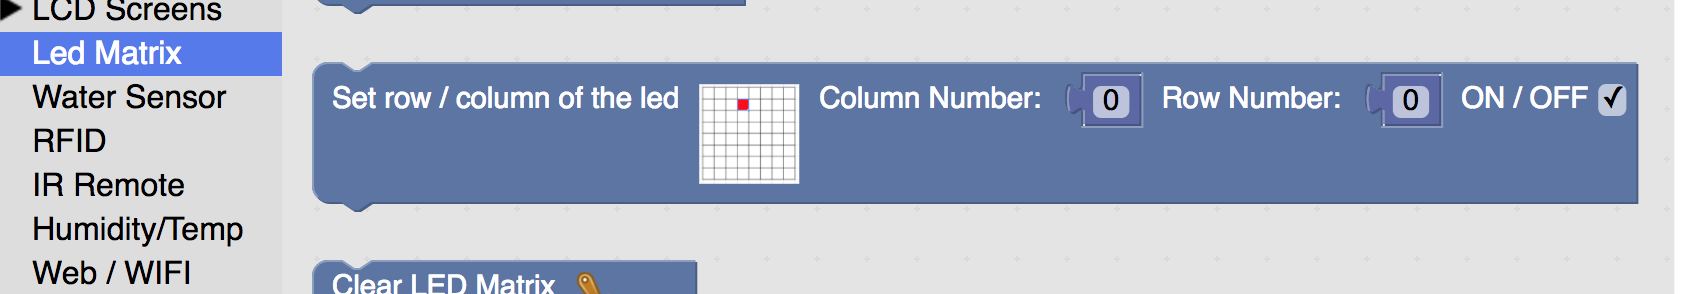 LCD Screens
Led Matrix
Water Sensor
RFID
IR Remote
Humidity/Temp
Web / WIFI
Set row / column of the led Column Number: 0 Row Number: 0 ON / OFF
Clear LED Matrix